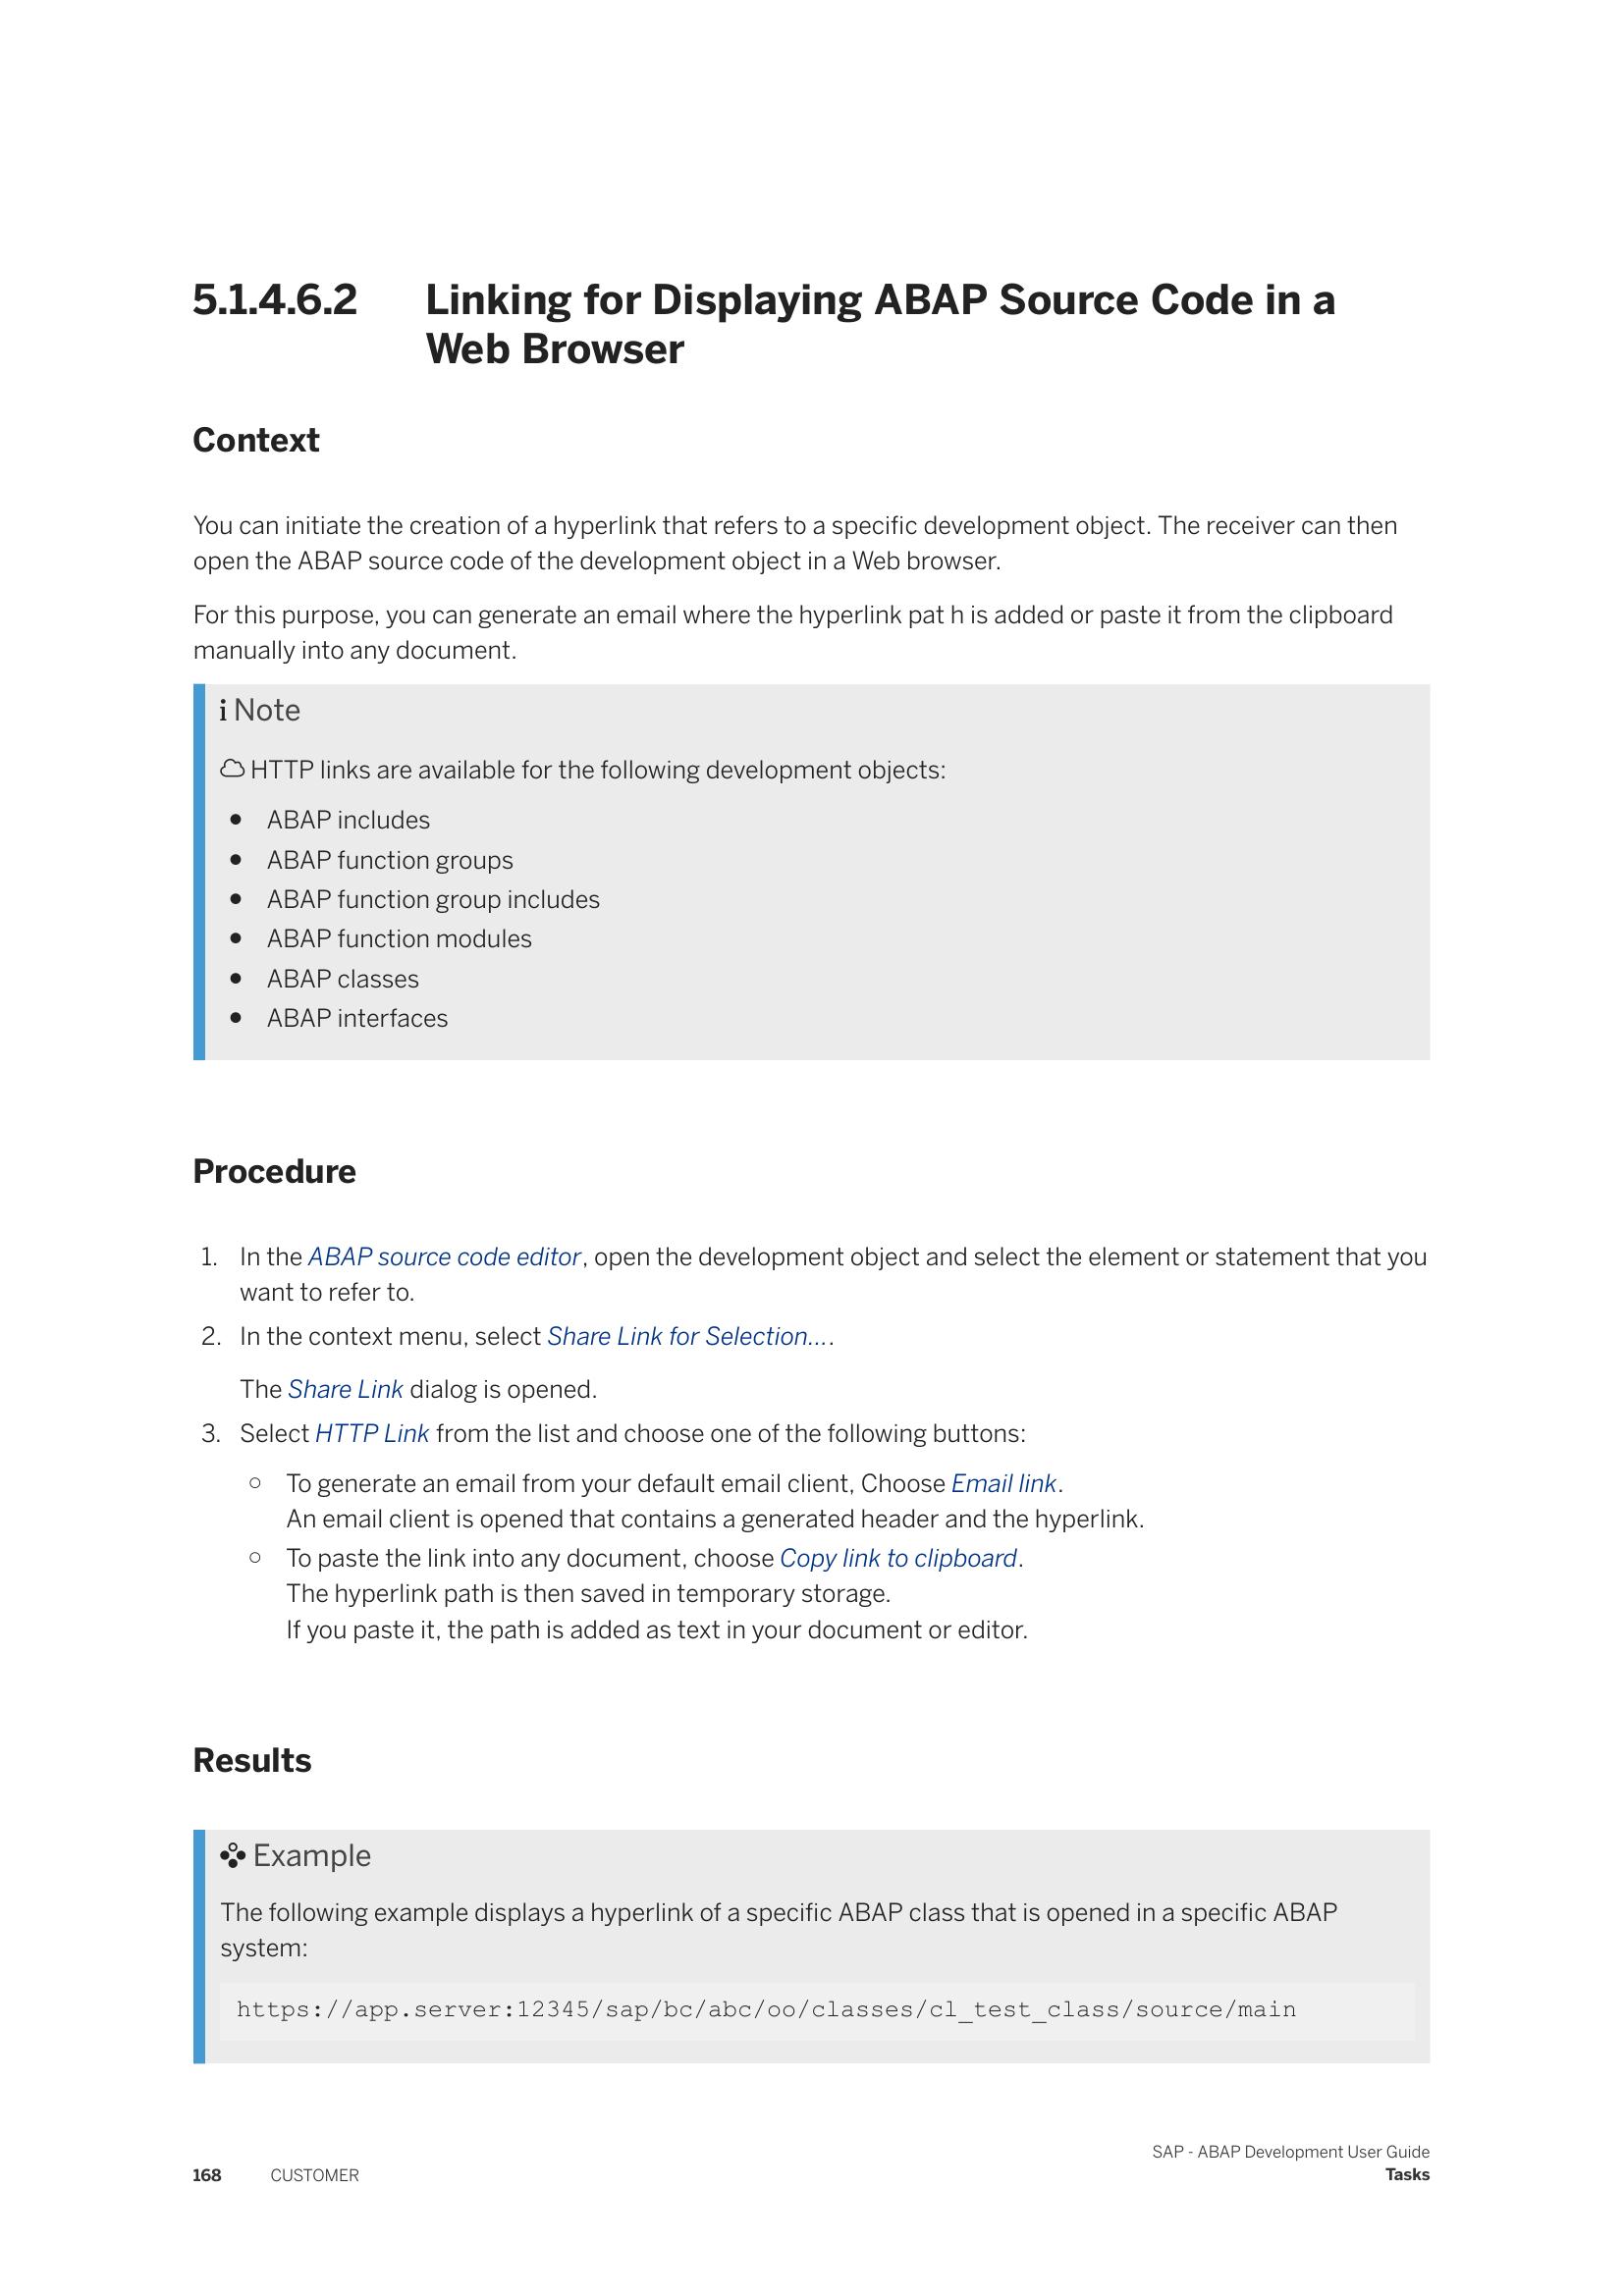 5.1.4.6.2 Linking for Displaying ABAP Source Code in a
Web Browser
Context
You can initiate the creation of a hyperlink that refers to a specific development object. The receiver can then
open the ABAP source code of the development object in a Web browser.
For this purpose, you can generate an email where the hyperlink pat h is added or paste it from the clipboard
manually into any document.
i Note
HTTP links are available for the following development objects:
● ABAP includes
● ABAP function groups
● ABAP function group includes
● ABAP function modules
● ABAP classes
● ABAP interfaces
Procedure
1. In the ABAP source code editor, open the development object and select the element or statement that you
want to refer to.
2. In the context menu, select Share Link for Selection....
The Share Link dialog is opened.
3. Select HTTP Link from the list and choose one of the following buttons:
○ To generate an email from your default email client, Choose Email link.
An email client is opened that contains a generated header and the hyperlink.
○ To paste the link into any document, choose Copy link to clipboard.
The hyperlink path is then saved in temporary storage.
If you paste it, the path is added as text in your document or editor.
Results
Example
The following example displays a hyperlink of a specific ABAP class that is opened in a specific ABAP
system:
https://app.server:12345/sap/bc/abc/oo/classes/cl_test_class/source/main
SAP - ABAP Development User Guide
168 CUSTOMER Tasks